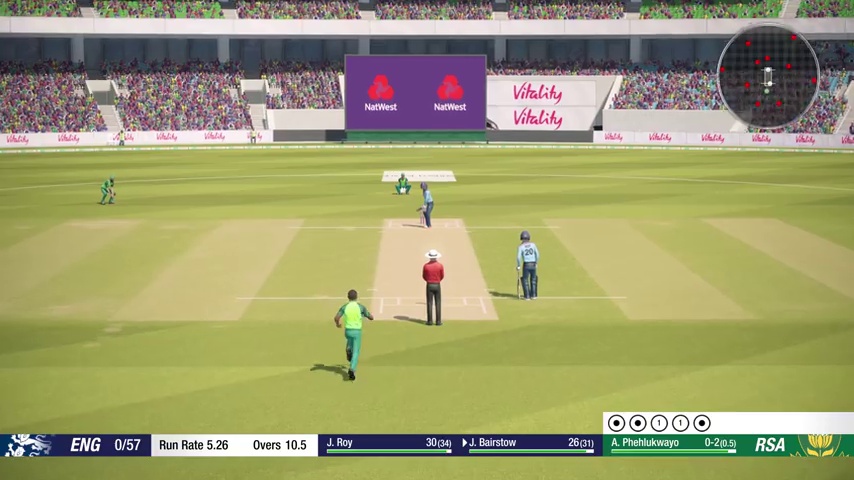 NatWest NatWest
Vitality
Vitality
Vitality Vitality Vitality Vitality Vitality Vitality Vitality
20
1 1
ENG 0/57 Run Rate 5.26 Overs 10.5 J. Roy 30(34) J. Bairstow 26(31) A. Phehlukwayo 0-2(0.5) RSA